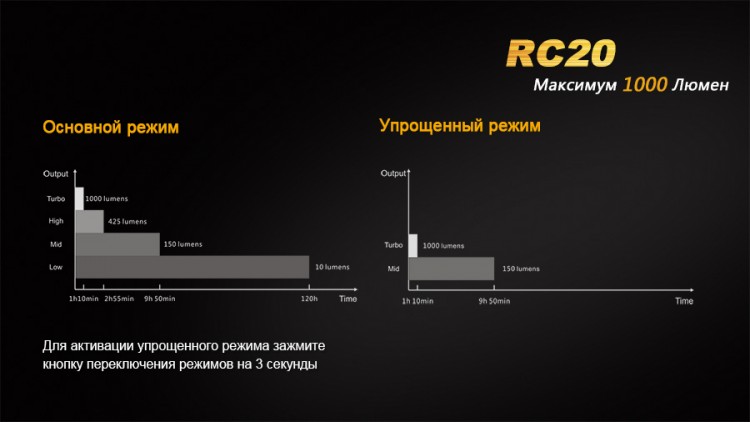 RC20
Максимум 1000 Люмен
Основной режим
Output
Turbo 1000 lumens
High 425 lumens
Mid 150 lumens
Low 10 lumens
1h10min 2h55min 9h 50min 120h Time
Упрощенный режим
Output
Turbo 1000 lumens
Mid 150 lumens
1h 10min 9h 50min Time
Для активации упрощенного режима зажмите
кнопку переключения режимов на 3 секунды